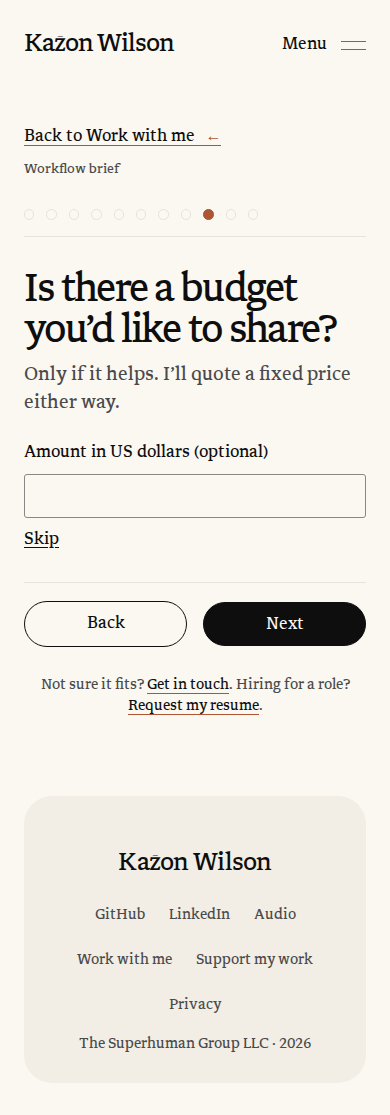 Kazon Wilson
Menu
Back to Work with me ←
Workflow brief
Is there a budget
you’d like to share?
Only if it helps. I’ll quote a fixed price
either way.
Amount in US dollars (optional)
Skip
Back
Next
Not sure it fits? Get in touch. Hiring for a role?
Request my resume.
Kazon Wilson
GitHub LinkedIn Audio
Work with me Support my work
Privacy
The Superhuman Group LLC · 2026